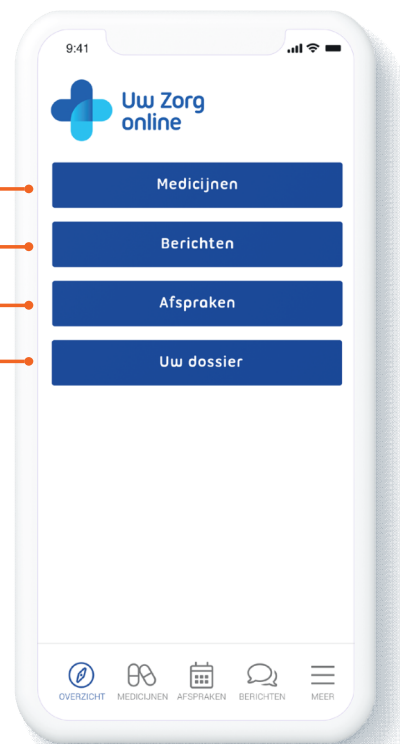 9:41
Uw Zorg
online
Medicijnen
Berichten
Afspraken
Uw dossier
OVERZICHT MEDICIJNEN AFSPRAKEN BERICHTEN MEER